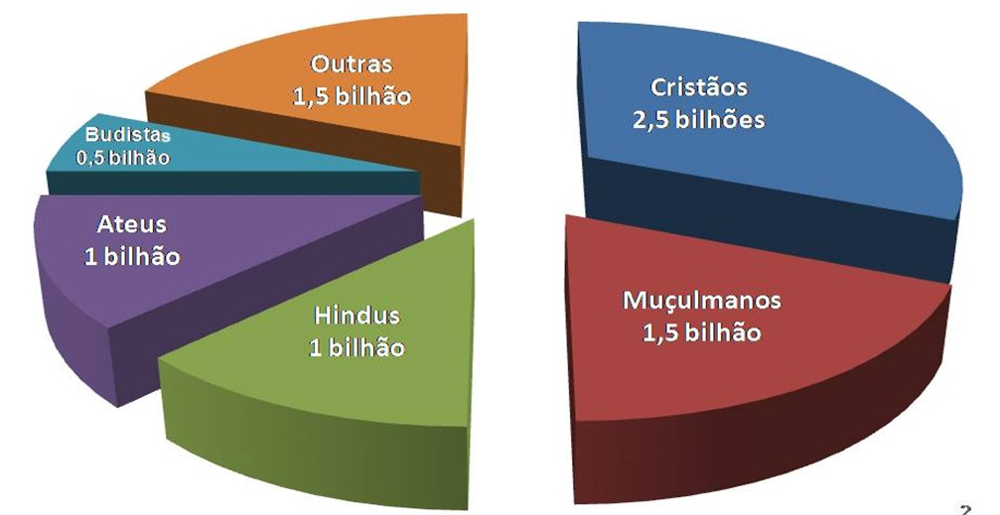 Outras
1,5 bilhão
Cristãos
2,5 bilhões
Budistas
0,5 bilhão
Ateus
1 bilhão
Hindus
1 bilhão
Muçulmanos
1,5 bilhão
2